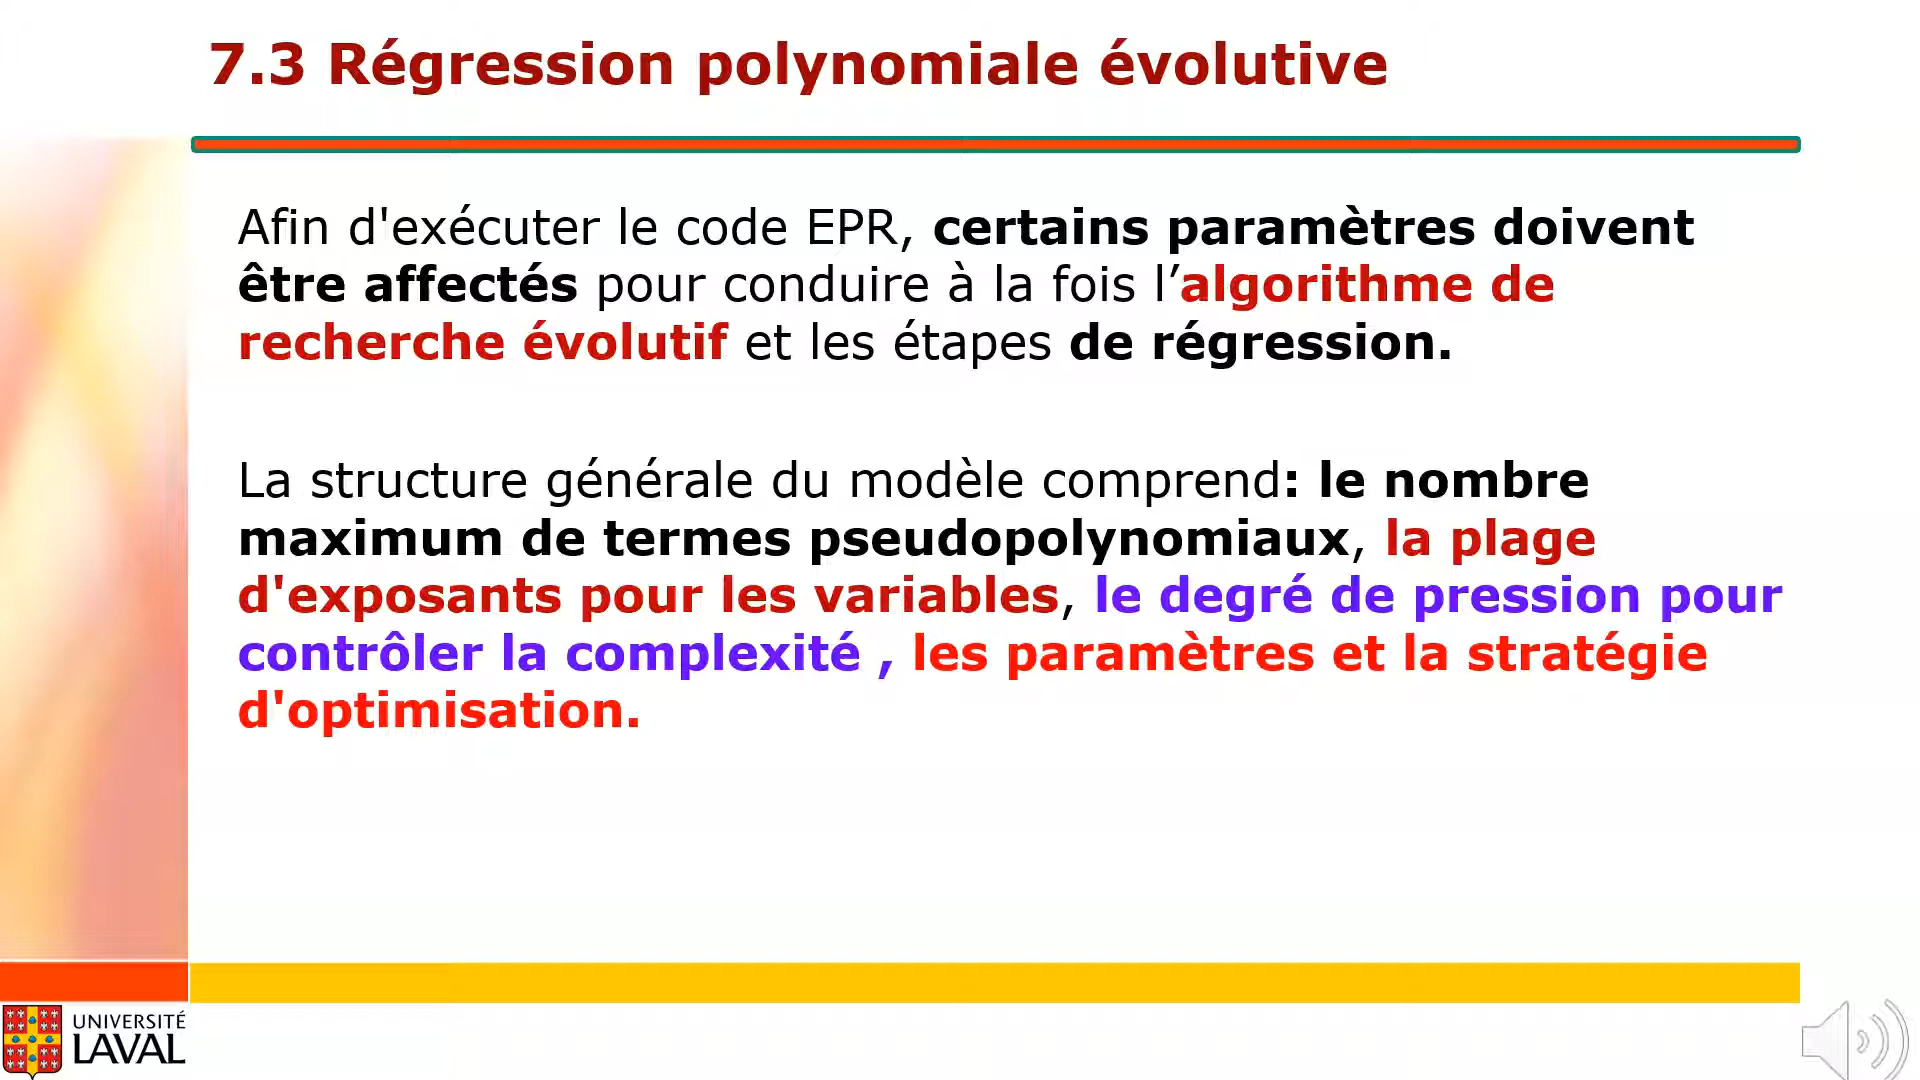 7.3 Régression polynomiale évolutive
Afin d'exécuter le code EPR, certains paramètres doivent
être affectés pour conduire à la fois l’algorithme de
recherche évolutif et les étapes de régression.
La structure générale du modèle comprend: le nombre
maximum de termes pseudopolynomiaux, la plage
d'exposants pour les variables, le degré de pression pour
contrôler la complexité , les paramètres et la stratégie
d'optimisation.
UNIVERSITÉ
LAVAL